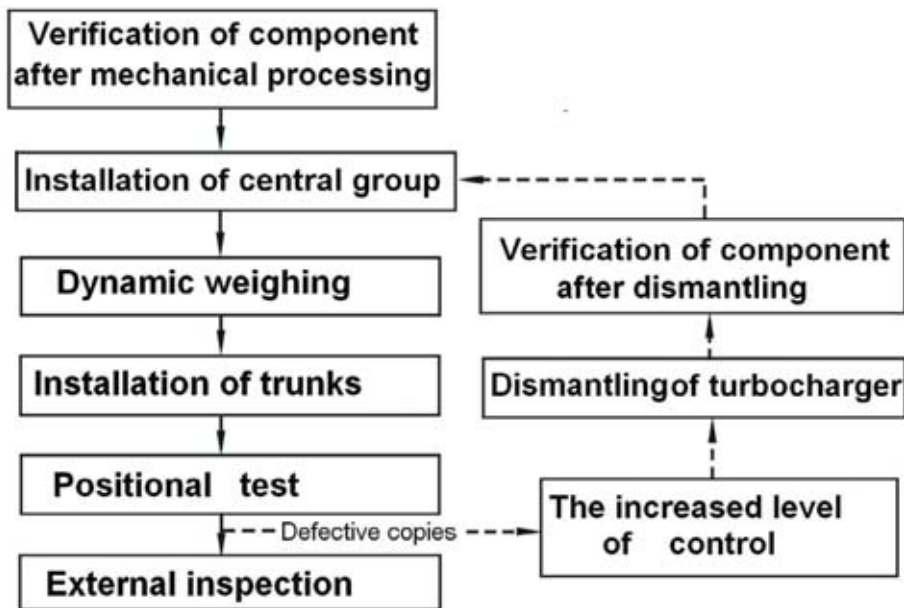 Verification of component
after mechanical processing
Installation of central group
Dynamic weighing
Installation of trunks
Positional test
Defective copies
External inspection
Verification of component
after dismantling
Dismantlingof turbocharger
The increased level
of control